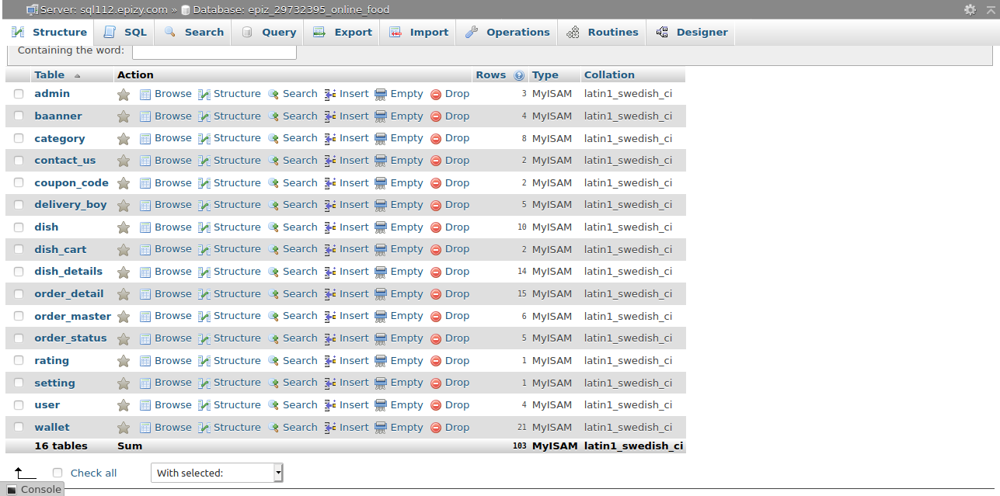 Server: sql112.epizy.com » Database: epiz_29732395_online_food
Structure SQL Search Query Export Import Operations Routines Designer
Containing the word:
Table Action Rows Type Collation
admin Browse Structure Search Insert Empty Drop 3 MyISAM latin1_swedish_ci
baanner Browse Structure Search Insert Empty Drop 4 MyISAM latin1_swedish_ci
category Browse Structure Search Insert Empty Drop 8 MyISAM latin1_swedish_ci
contact_us Browse Structure Search Insert Empty Drop 2 MyISAM latin1_swedish_ci
coupon_code Browse Structure Search Insert Empty Drop 2 MyISAM latin1_swedish_ci
delivery_boy Browse Structure Search Insert Empty Drop 5 MyISAM latin1_swedish_ci
dish Browse Structure Search Insert Empty Drop 10 MyISAM latin1_swedish_ci
dish_cart Browse Structure Search Insert Empty Drop 2 MyISAM latin1_swedish_ci
dish_details Browse Structure Search Insert Empty Drop 14 MyISAM latin1_swedish_ci
order_detail Browse Structure Search Insert Empty Drop 15 MyISAM latin1_swedish_ci
order_master Browse Structure Search Insert Empty Drop 6 MyISAM latin1_swedish_ci
order_status Browse Structure Search Insert Empty Drop 5 MyISAM latin1_swedish_ci
rating Browse Structure Search Insert Empty Drop 1 MyISAM latin1_swedish_ci
setting Browse Structure Search Insert Empty Drop 1 MyISAM latin1_swedish_ci
user Browse Structure Search Insert Empty Drop 4 MyISAM latin1_swedish_ci
wallet Browse Structure Search Insert Empty Drop 21 MyISAM latin1_swedish_ci
16 tables Sum 103 MyISAM latin1_swedish_ci
Check all With selected:
Console